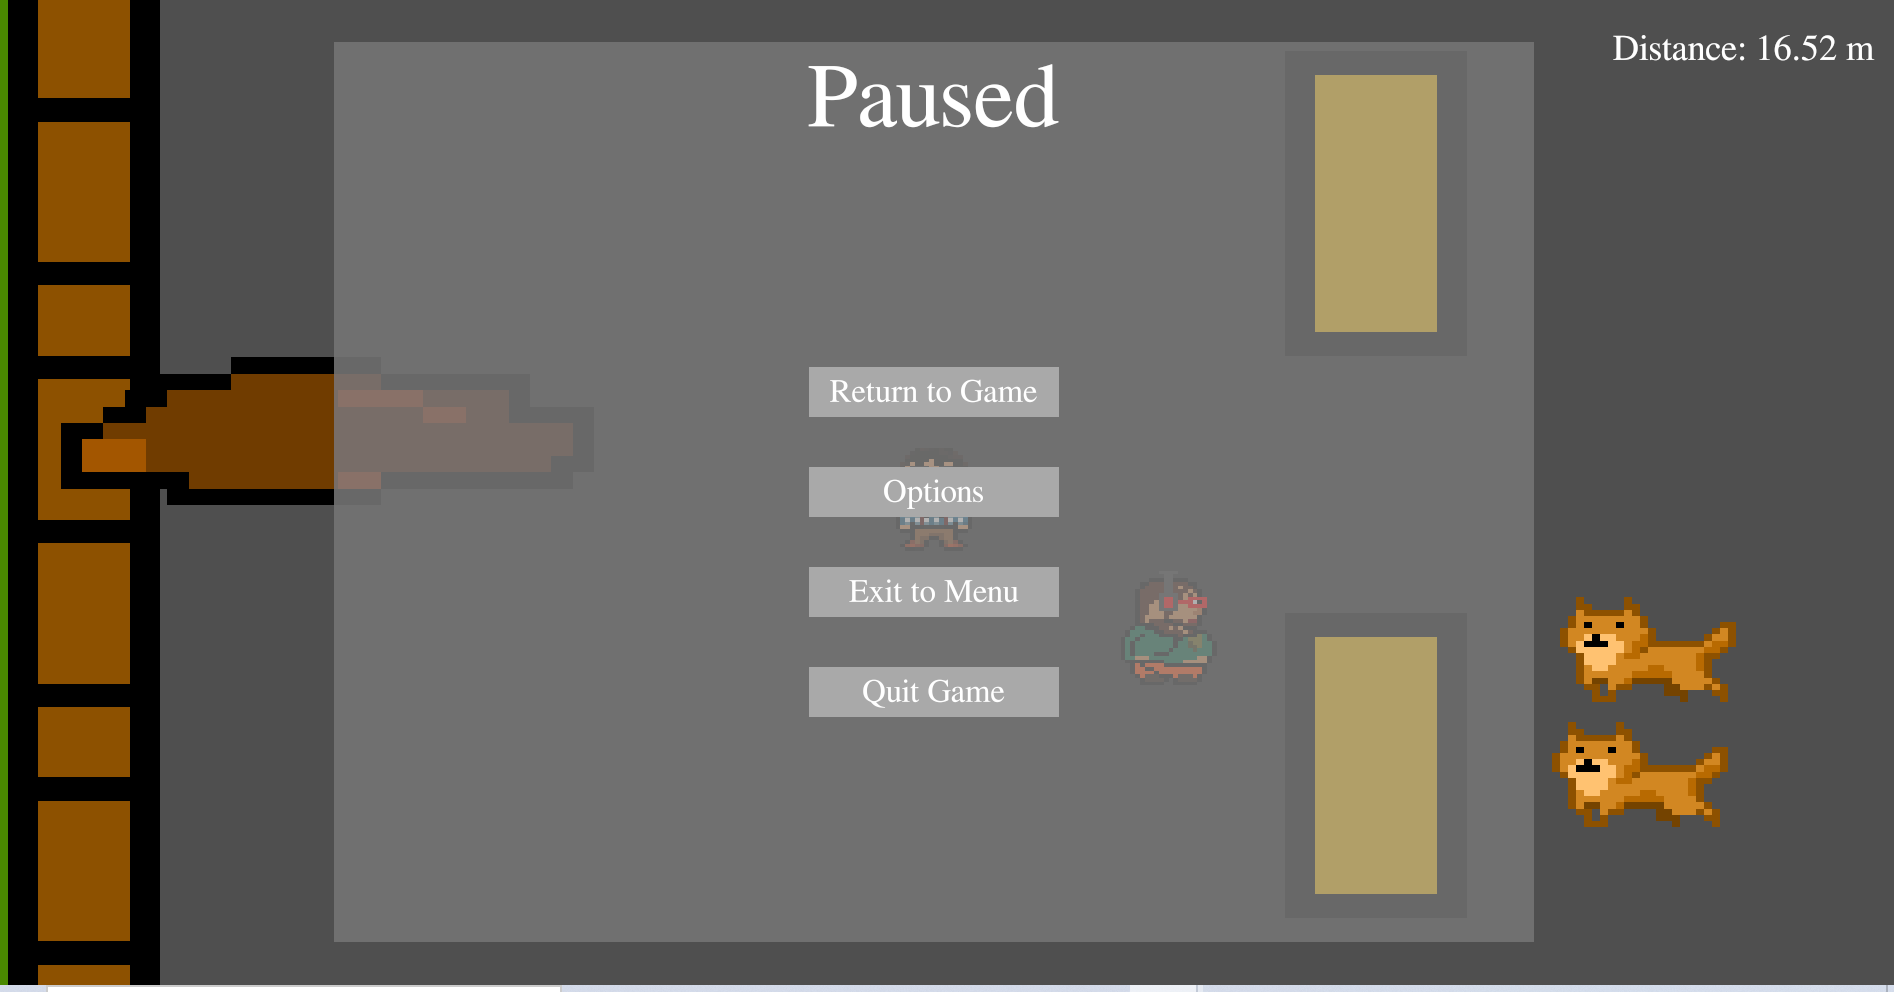 Distance: 16.52 m
Paused
Return to Game
Options
Exit to Menu
Quit Game